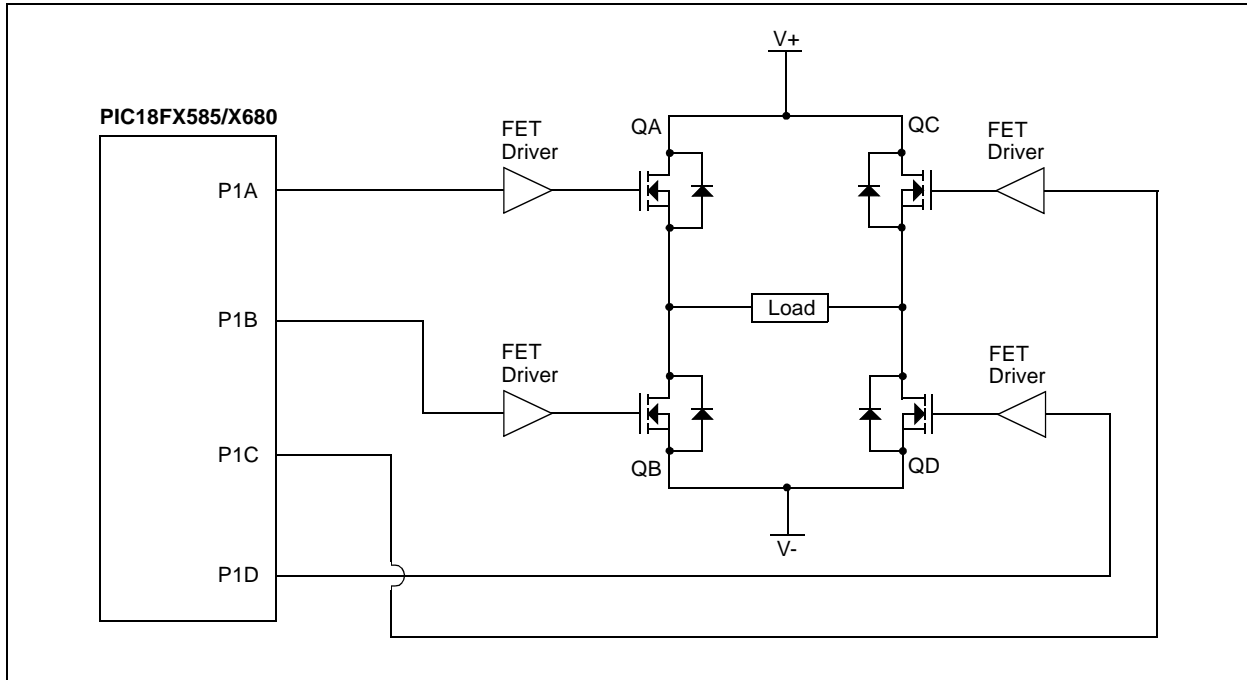 V+
PIC18FX585/X680
FET
Driver
QA
QC
FET
Driver
P1A
Load
P1B
FET
Driver
FET
Driver
P1C
QB
QD
V-
P1D